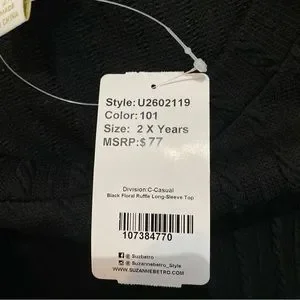 Style: U2602119
Color: 101
Size: 2 X Years
MSRP:$ 77
Division:C-Casual
Black Floral Ruffle Long-Sleeve Top
107384770
@ Suzbetro
@ Suzannebetro_Style
WWW.SUZANNEBETRO.COM